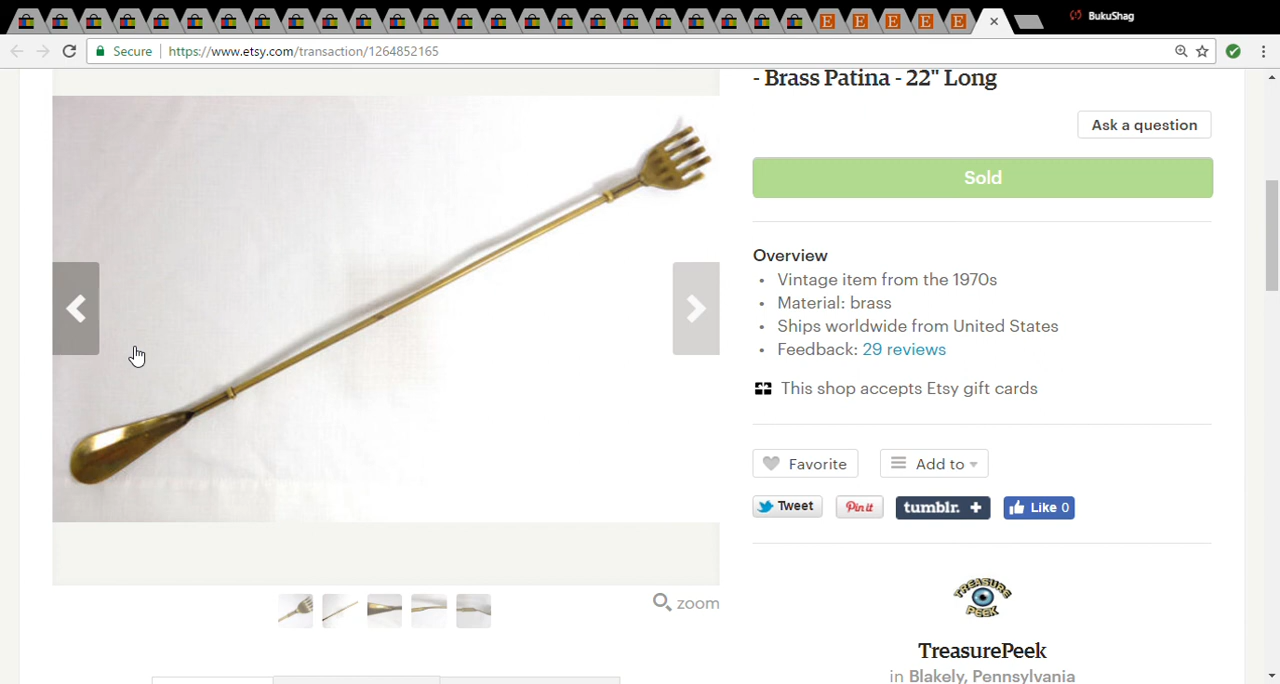 BukuShag
Secure | https://www.etsy.com/transaction/1264852165
- Brass Patina - 22" Long
Ask a question
Sold
Overview
• Vintage item from the 1970s
• Material: brass
• Ships worldwide from United States
• Feedback: 29 reviews
This shop accepts Etsy gift cards
Favorite
Add to
Tweet
Pin it
tumblr. +
Like 0
zoom
TREASURE PEEK
TreasurePeek
in Blakely, Pennsylvania